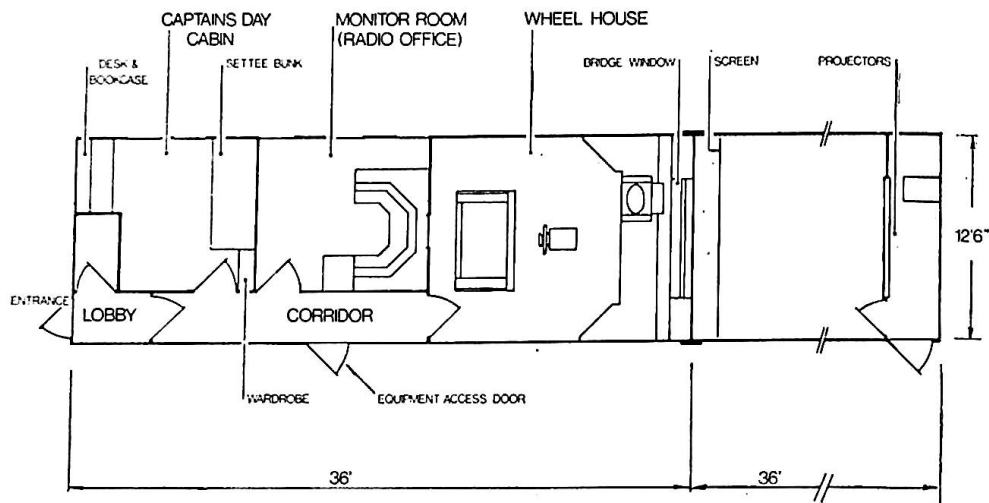 CAPTAINS DAY
CABIN
MONITOR ROOM
(RADIO OFFICE)
WHEEL HOUSE
DESK &
BOOKCASE
SETTEE BUNK
BRIDGE WINDOW
SCREEN
PROJECTORS
12'6"
ENTRANCE
LOBBY
CORRIDOR
WARDROBE
EQUIPMENT ACCESS DOOR
36'
36'